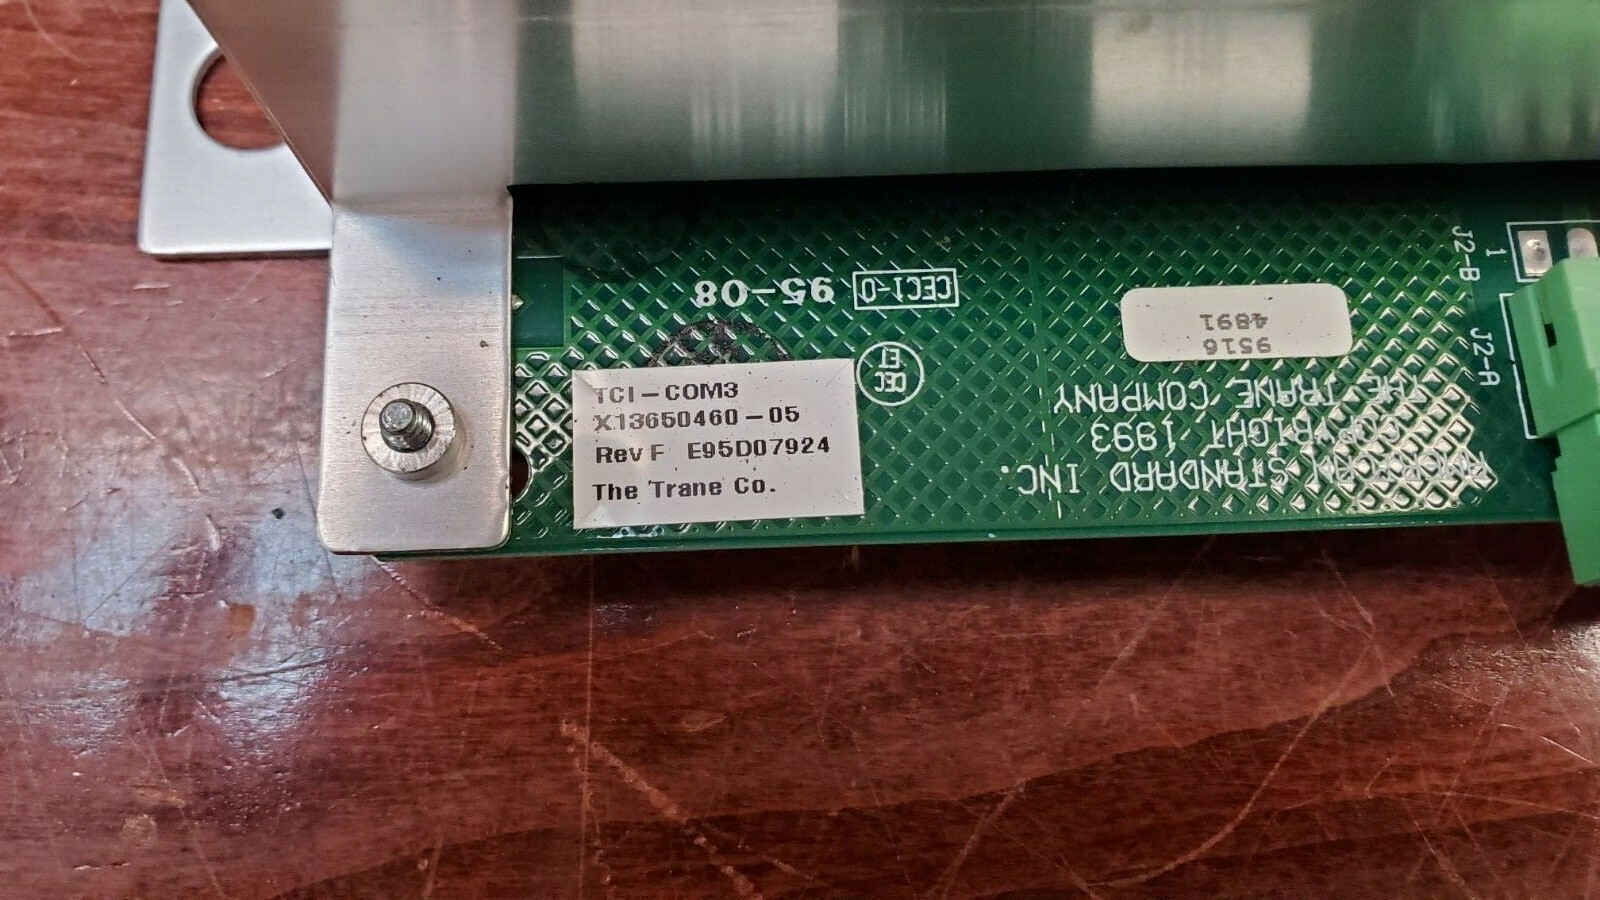 TCI-COM3
X13650460-05
Rev F E95D07924
The Trane Co.
AMERICAN STANDARD INC.
COPYRIGHT 1993
THE TRANE COMPANY
9516
4891
CEC
E1
CEC1-0 95-08
J2-B
1
J2-A